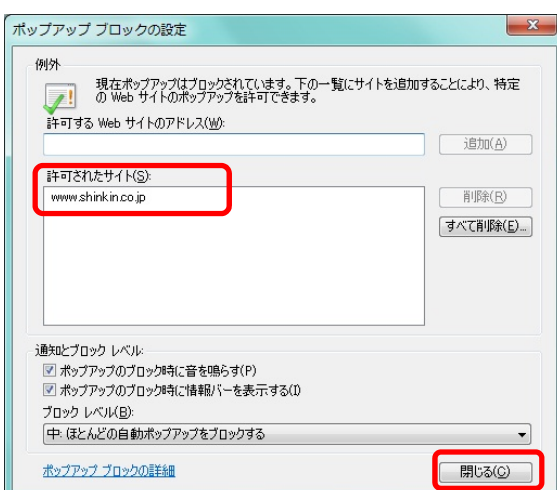 ポップアップ ブロックの設定
例外
現在ポップアップはブロックされています。下の一覧にサイトを追加することにより、特定
の Web サイトのポップアップを許可できます。
許可する Web サイトのアドレス(W):
追加(A)
許可されたサイト(S):
www.shinkin.co.jp
削除(R)
すべて削除(E)...
通知とブロック レベル:
ポップアップのブロック時に音を鳴らす(P)
ポップアップのブロック時に情報バーを表示する(I)
ブロック レベル(B):
中: ほとんどの自動ポップアップをブロックする
ポップアップ ブロックの詳細
閉じる(C)